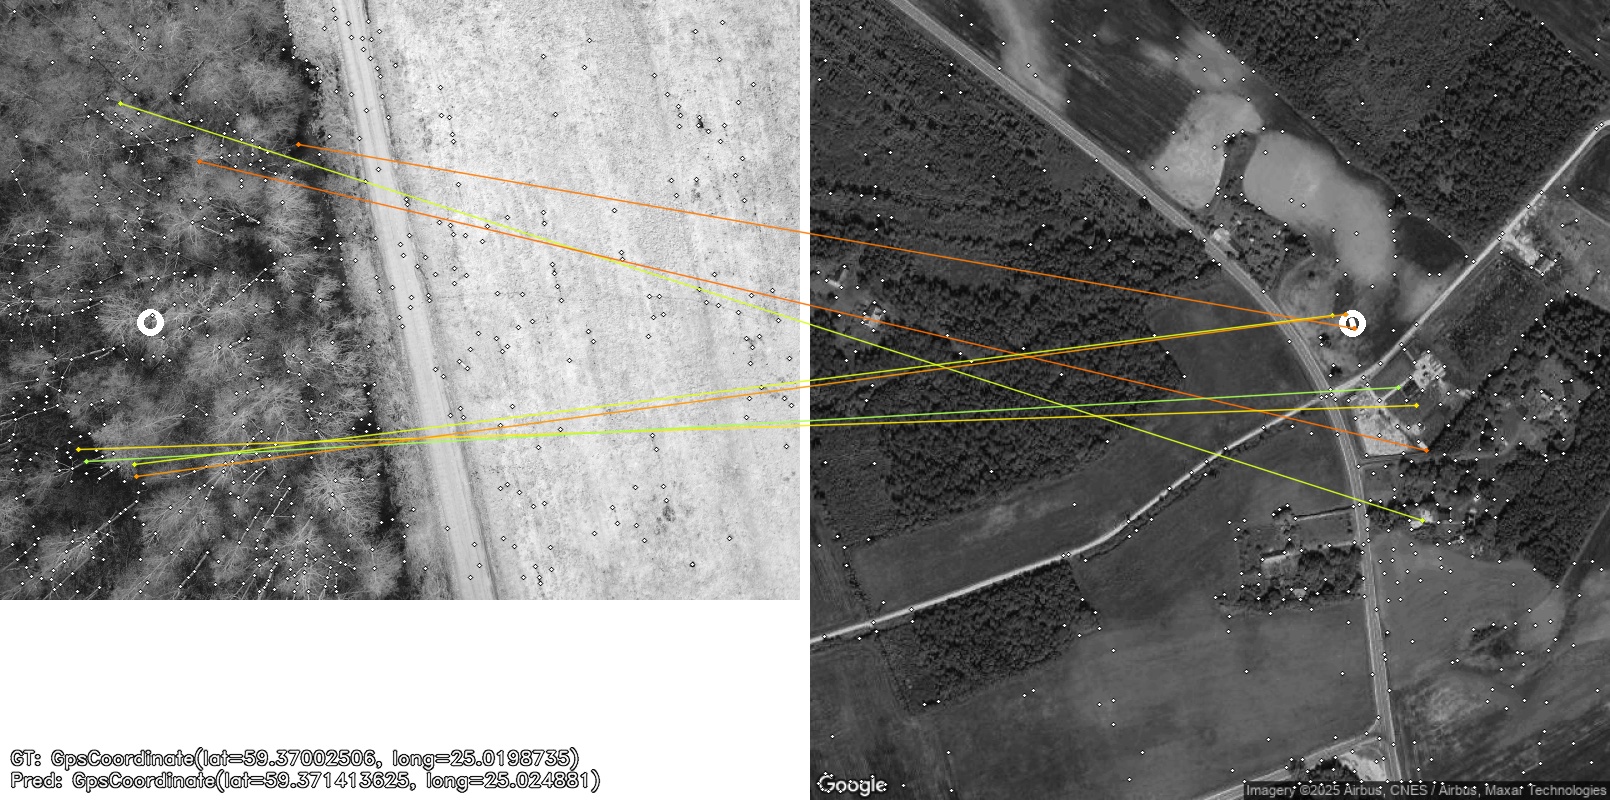 GT: GpsCoordinate(lat=59.37002506, long=25.0198735)
Pred: GpsCoordinate(lat=59.371413625, long=25.024881)
Google
Imagery ©2025 Airbus, CNES / Airbus, Maxar Technologies